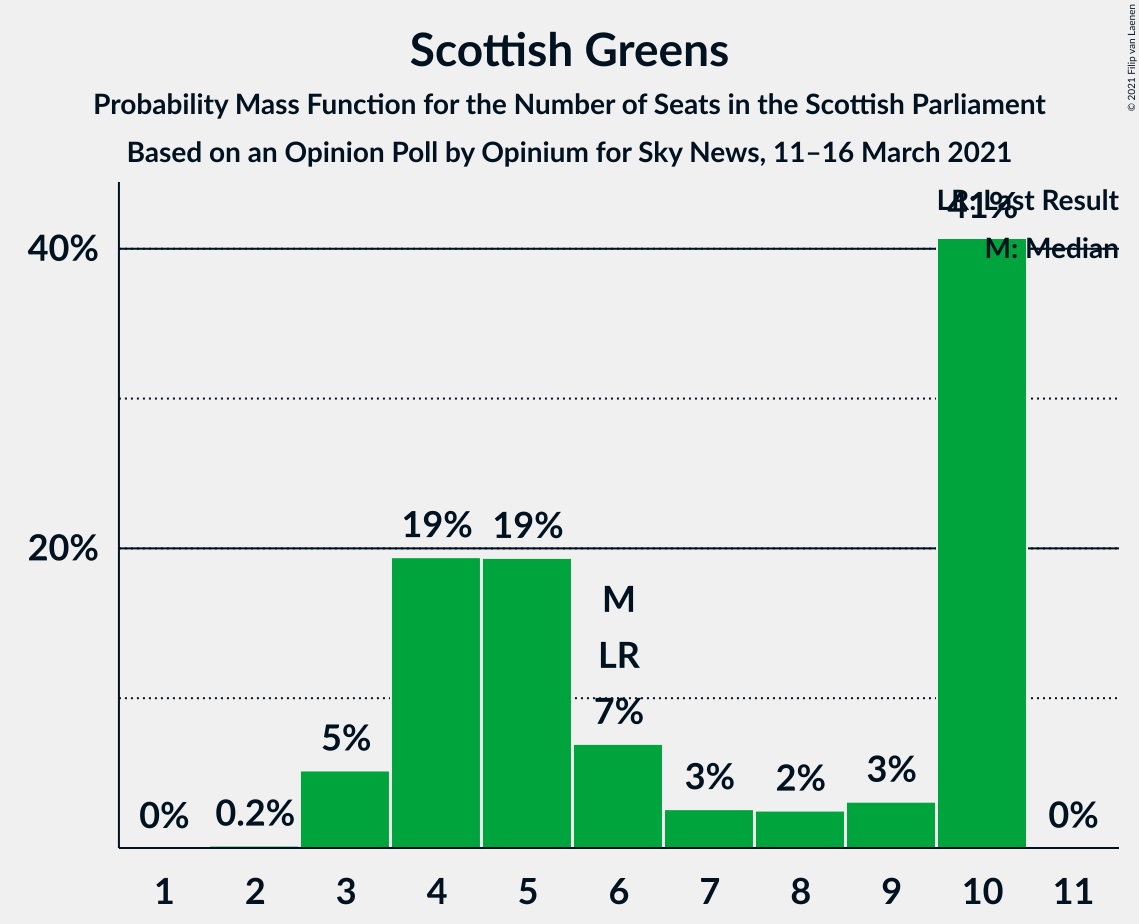 Scottish Greens
Probability Mass Function for the Number of Seats in the Scottish Parliament
Based on an Opinion Poll by Opinium for Sky News, 11–16 March 2021
© 2021 Filip van Laenen
LR: Last Result
M: Median
41%
40%
20%
19%
19%
M
LR
7%
5%
3%
2%
3%
0%
0.2%
0%
1 2 3 4 5 6 7 8 9 10 11